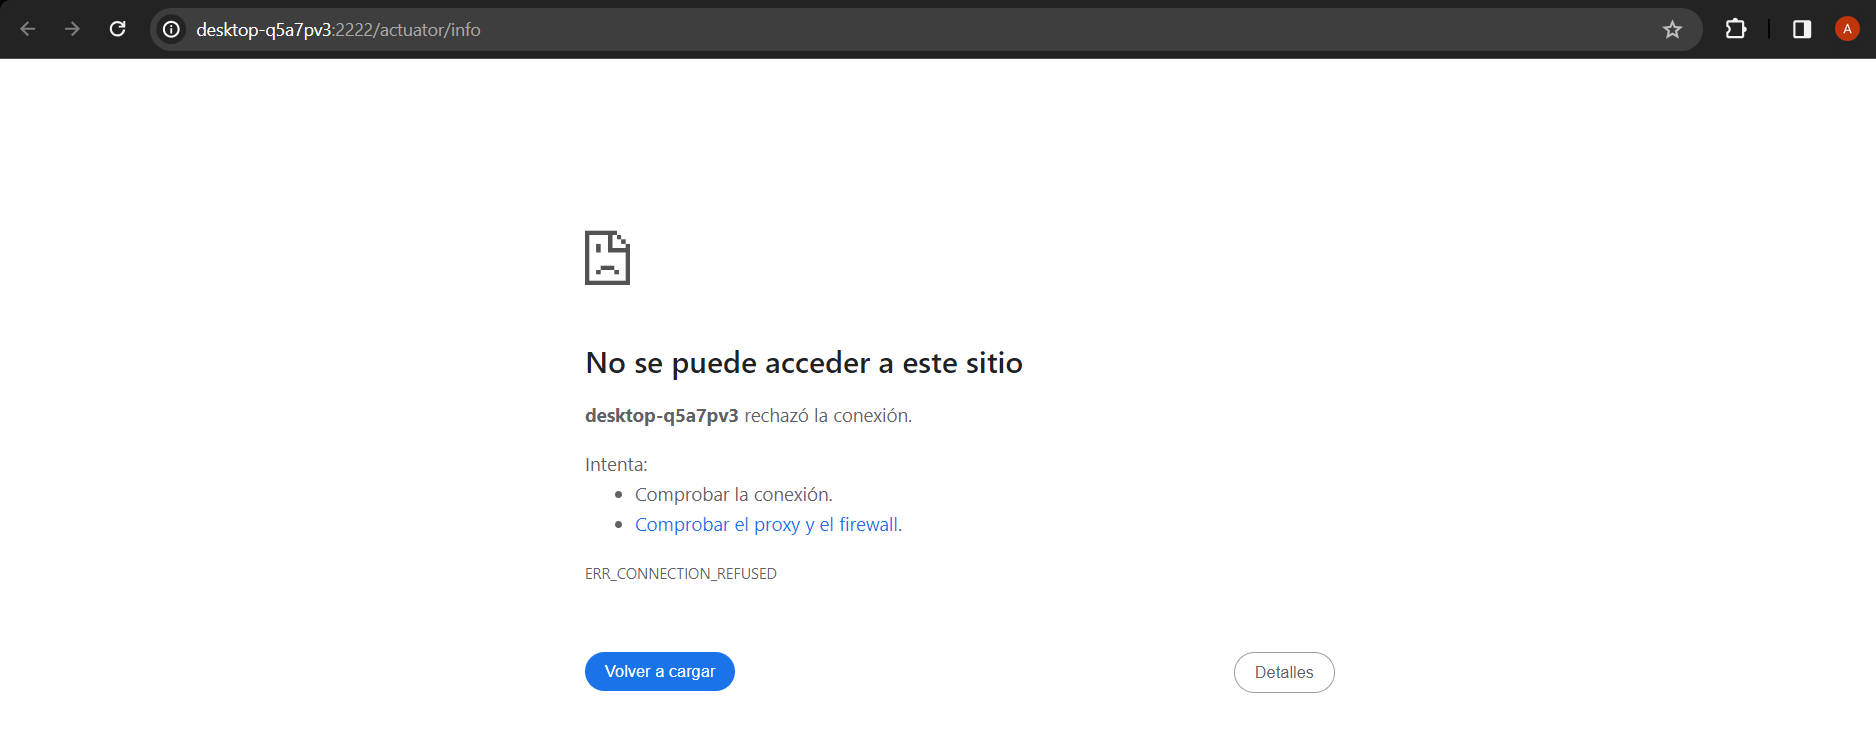 desktop-q5a7pv3:2222/actuator/info
A
No se puede acceder a este sitio
desktop-q5a7pv3 rechazó la conexión.
Intenta:
Comprobar la conexión.
Comprobar el proxy y el firewall.
ERR_CONNECTION_REFUSED
Volver a cargar
Detalles